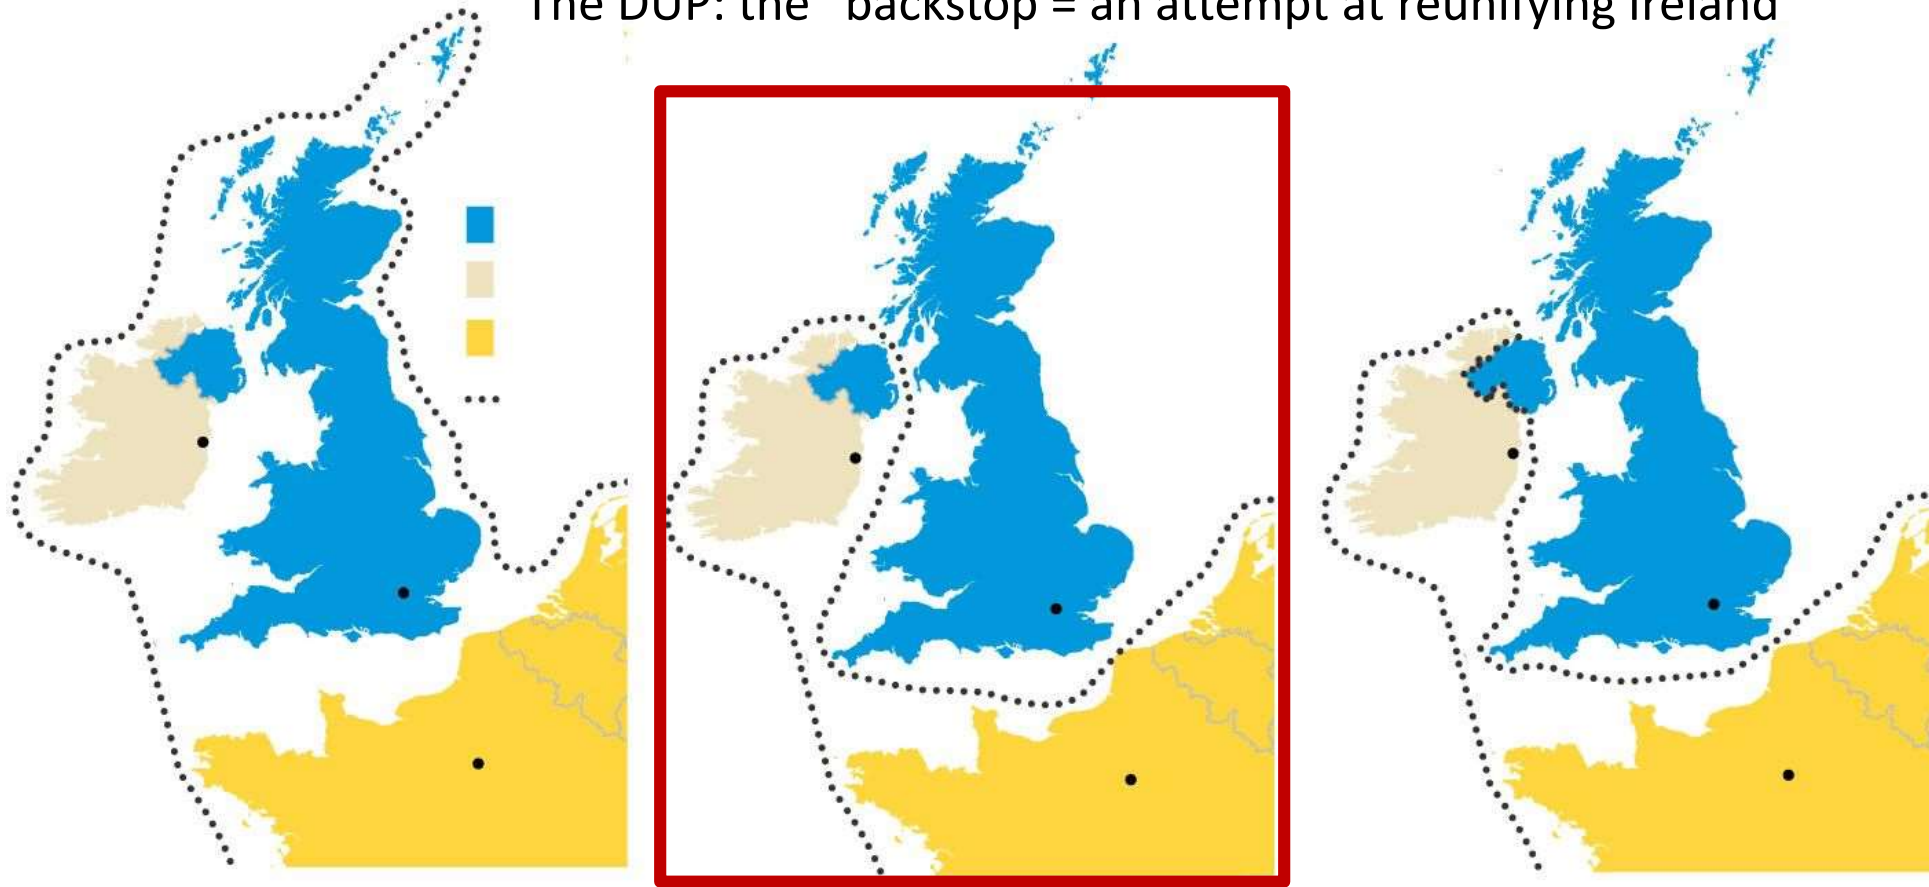 The DUP: the “backstop = an attempt at reunifying Ireland